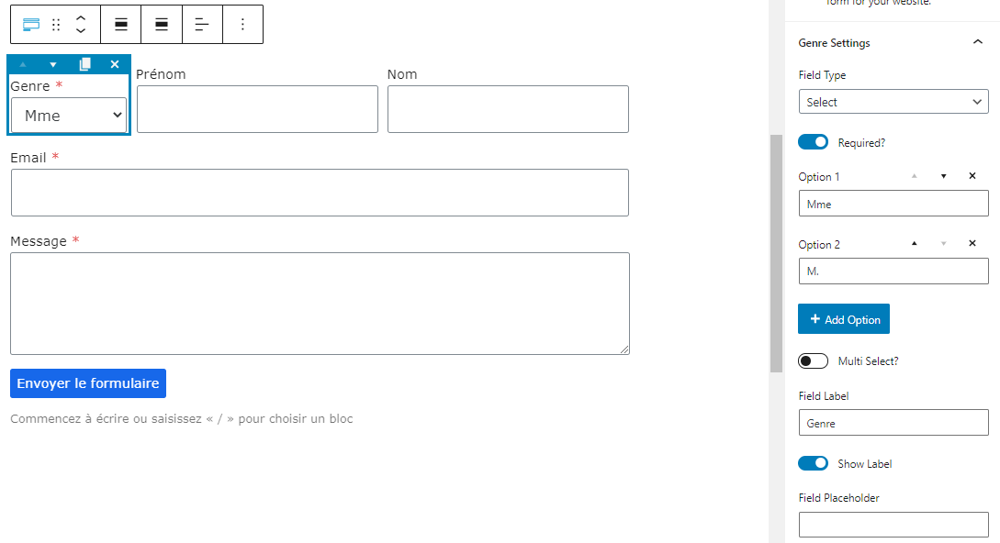 form for your website.
Genre Settings
Genre *
Prénom
Nom
Mme
Email *
Message *
Envoyer le formulaire
Commencez à écrire ou saisissez « / » pour choisir un bloc
Field Type
Select
Required?
Option 1
Mme
Option 2
M.
+ Add Option
Multi Select?
Field Label
Genre
Show Label
Field Placeholder